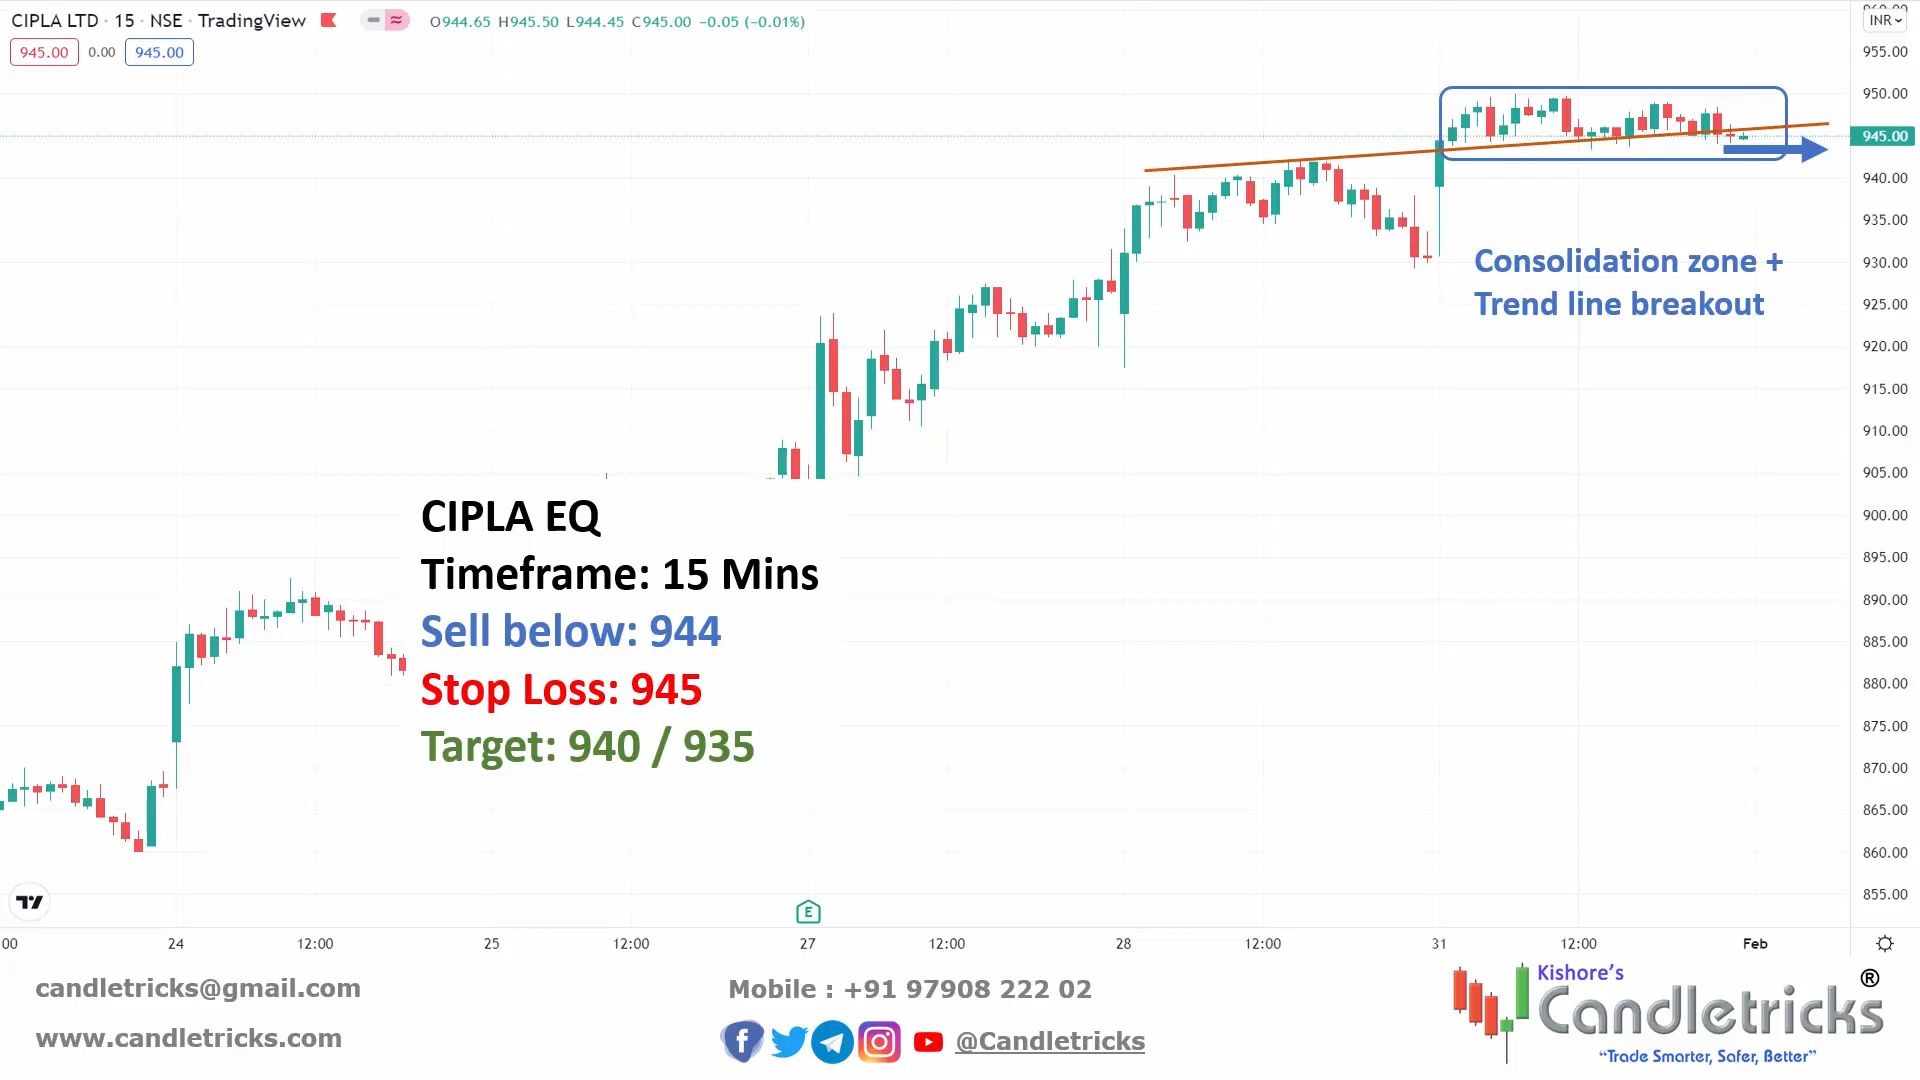 CIPLA LTD · 15 · NSE · TradingView
O944.65 H945.50 L944.45 C945.00 −0.05 (−0.01%)
945.00 0.00 945.00
INR
955.00
950.00
945.00
940.00
935.00
930.00
925.00
920.00
915.00
910.00
905.00
900.00
895.00
890.00
885.00
880.00
875.00
870.00
865.00
860.00
855.00
Consolidation zone +
Trend line breakout
CIPLA EQ
Timeframe: 15 Mins
Sell below: 944
Stop Loss: 945
Target: 940 / 935
E
00 24 12:00 25 12:00 27 12:00 28 12:00 31 12:00 Feb
candletricks@gmail.com
www.candletricks.com
Mobile : +91 97908 222 02
@Candletricks
Kishore's
Candletricks ®
"Trade Smarter, Safer, Better"